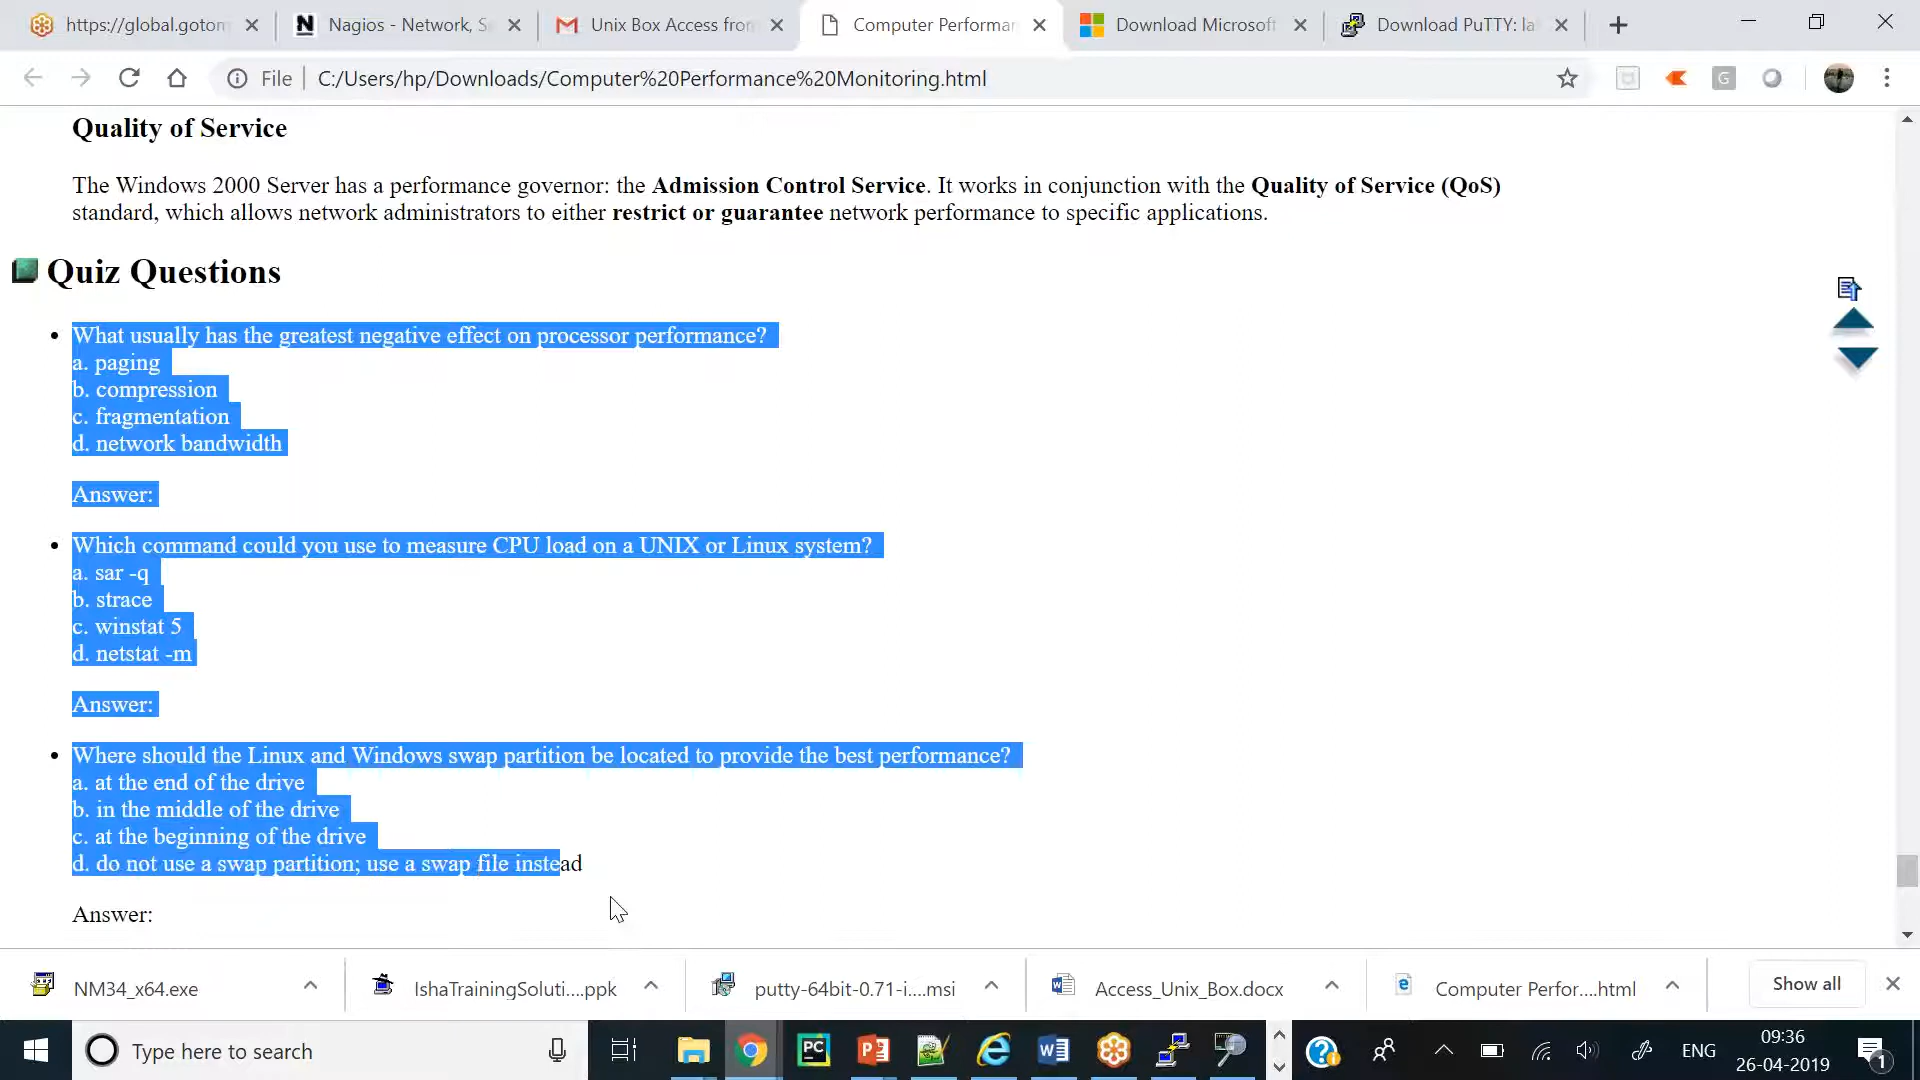 https://global.gotom
Nagios - Network, S
Unix Box Access from
Computer Performan
Download Microsoft
Download PuTTY: la
File
C:/Users/hp/Downloads/Computer%20Performance%20Monitoring.html
G
Quality of Service
The Windows 2000 Server has a performance governor: the Admission Control Service. It works in conjunction with the Quality of Service (QoS)
standard, which allows network administrators to either restrict or guarantee network performance to specific applications.
Quiz Questions
• What usually has the greatest negative effect on processor performance?
a. paging
b. compression
c. fragmentation
d. network bandwidth
Answer:
• Which command could you use to measure CPU load on a UNIX or Linux system?
a. sar -q
b. strace
c. winstat 5
d. netstat -m
Answer:
• Where should the Linux and Windows swap partition be located to provide the best performance?
a. at the end of the drive
b. in the middle of the drive
c. at the beginning of the drive
d. do not use a swap partition; use a swap file instead
Answer:
NM34_x64.exe
IshaTrainingSoluti....ppk
putty-64bit-0.71-i....msi
Access_Unix_Box.docx
Computer Perfor....html
Show all
Type here to search
ENG
09:36
26-04-2019
1